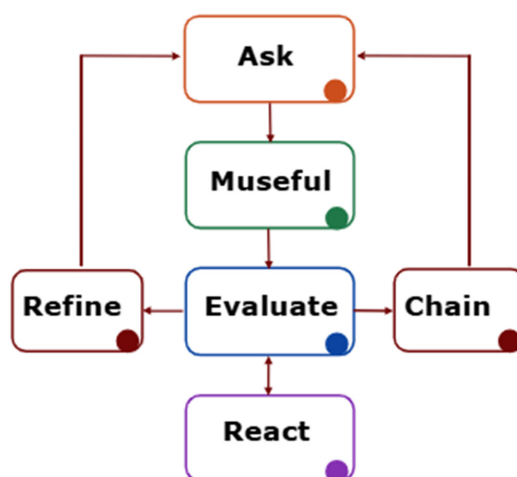 Ask
Museful
Refine
Evaluate
Chain
React